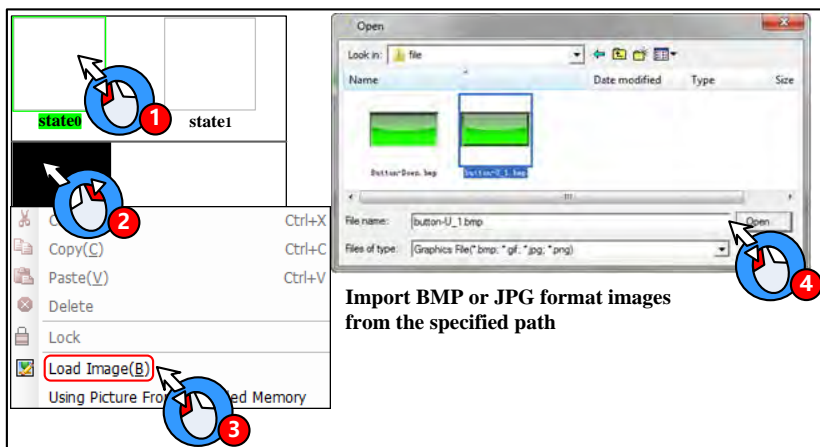 state0
state1
1
2
Ctrl+X
Copy(C)
Ctrl+C
Paste(V)
Ctrl+V
Delete
Lock
Load Image(B)
Using Picture
Memory
3
Open
Look in:
file
Name
Date modified
Type
Size
Button-Down.bmp
button-U_1.bmp
File name:
button-U_1.bmp
Open
Files of type:
Graphics File(*.bmp; *.gif; *.jpg; *.png)
4
Import BMP or JPG format images
from the specified path